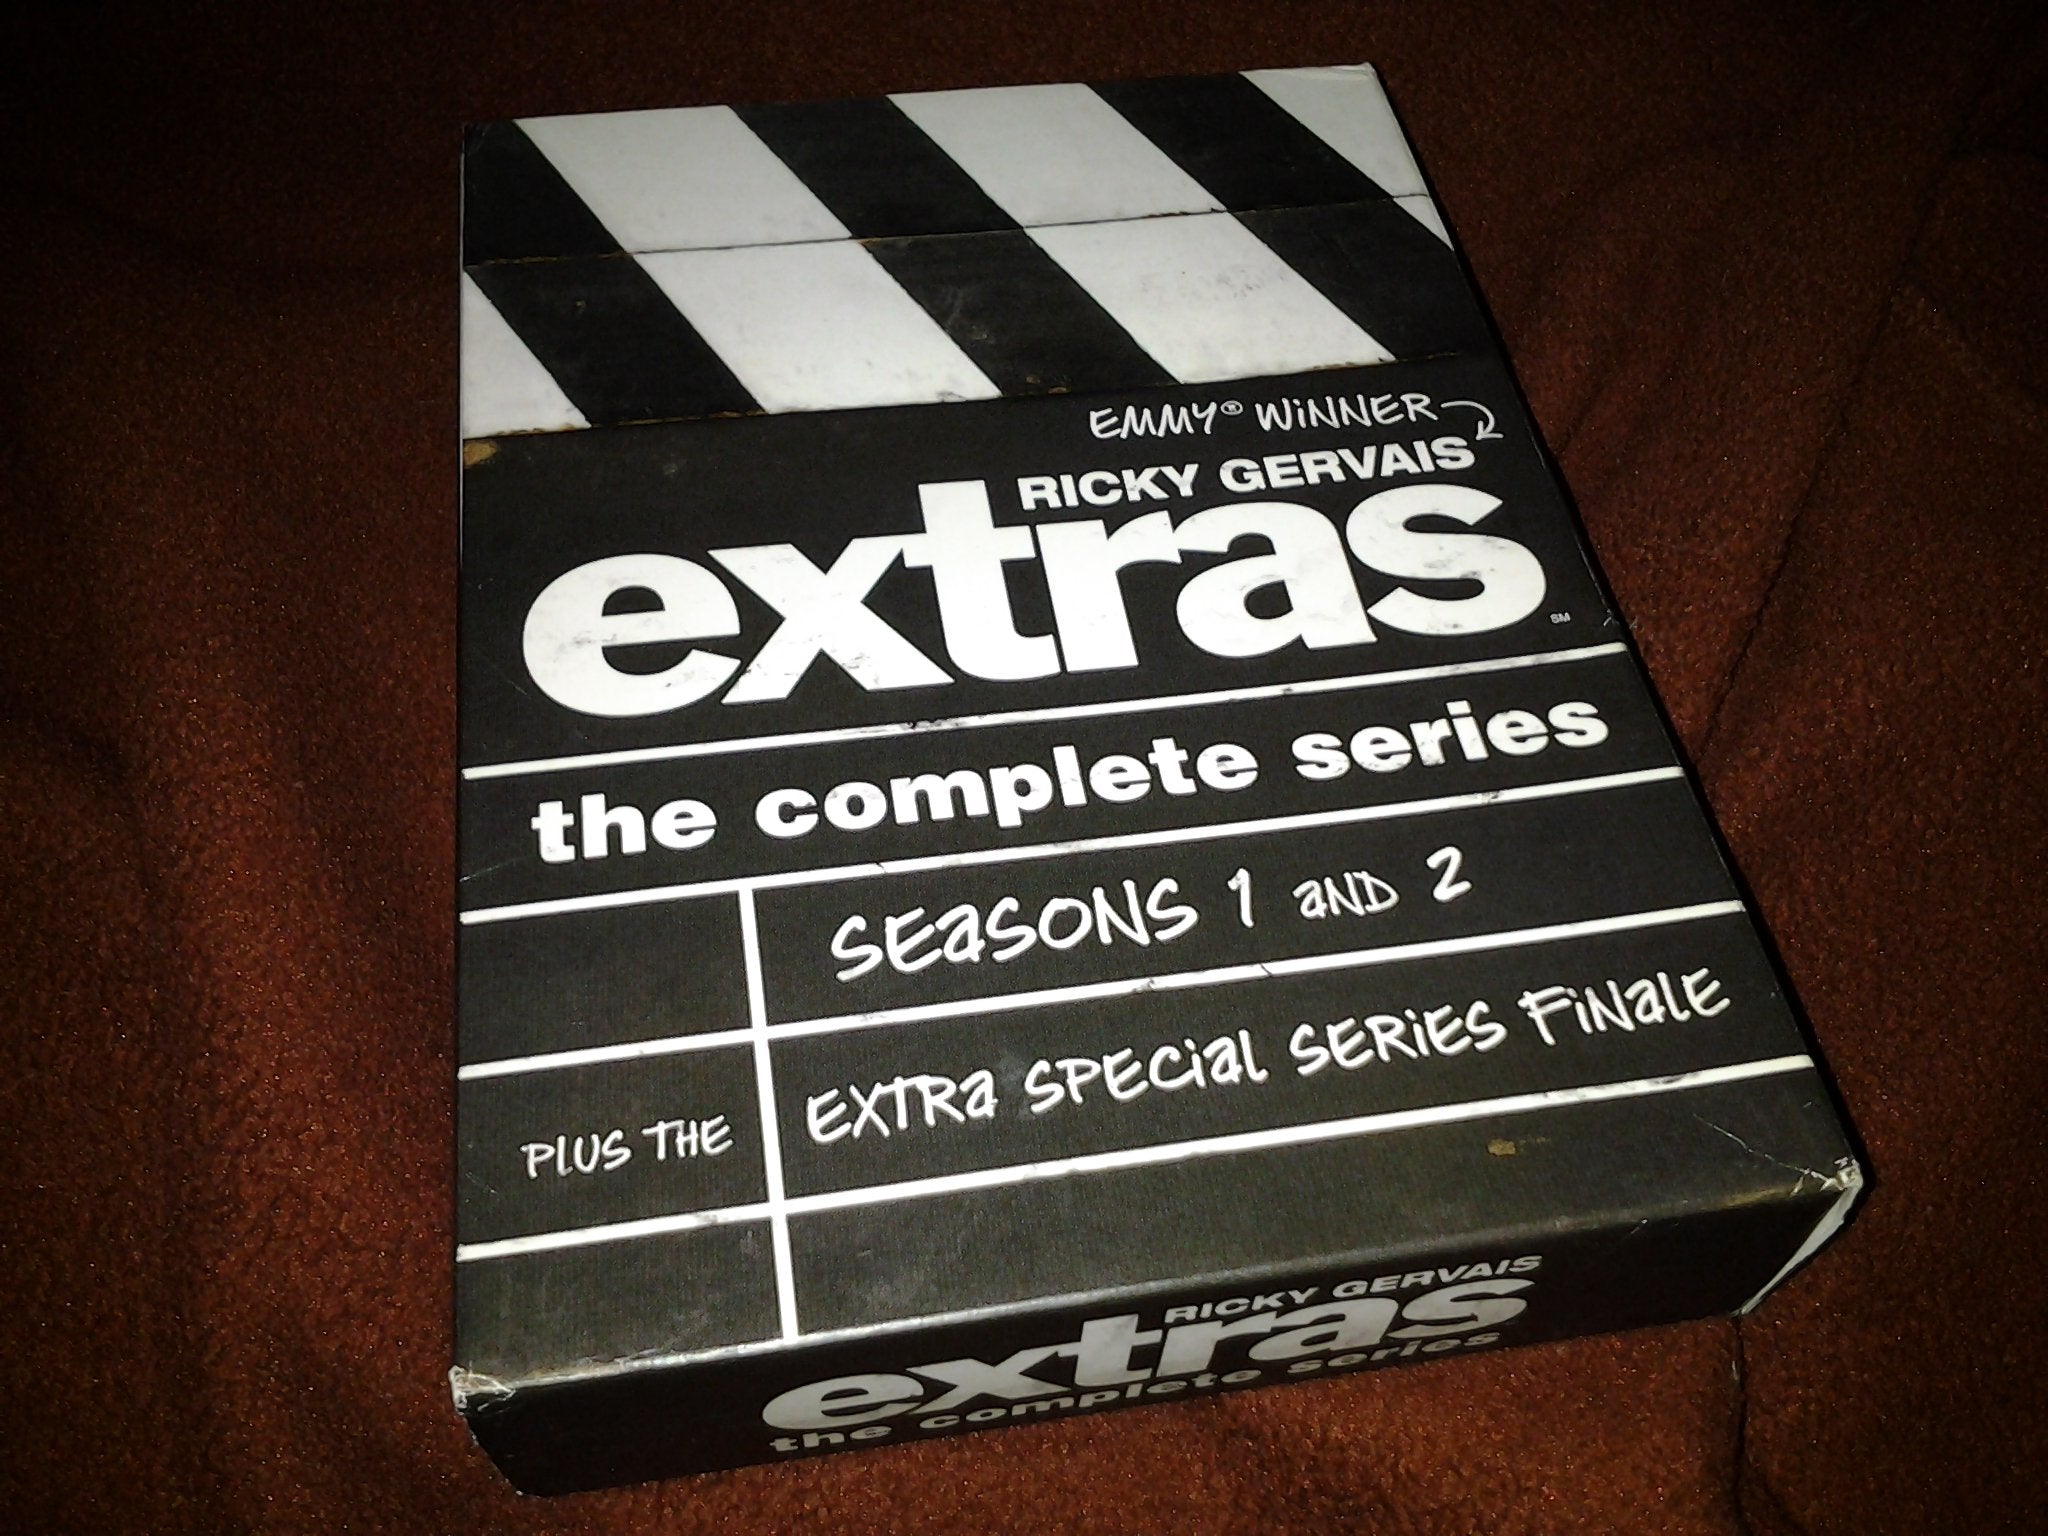 EMMY® WiNNER
RICKY GERVAIS
extras
SM
the complete series
SEaSONS 1 aND 2
PLUS THE
EXTRa SPECial SERiES FiNalE
RICKY GERVAIS
extras
the complete series